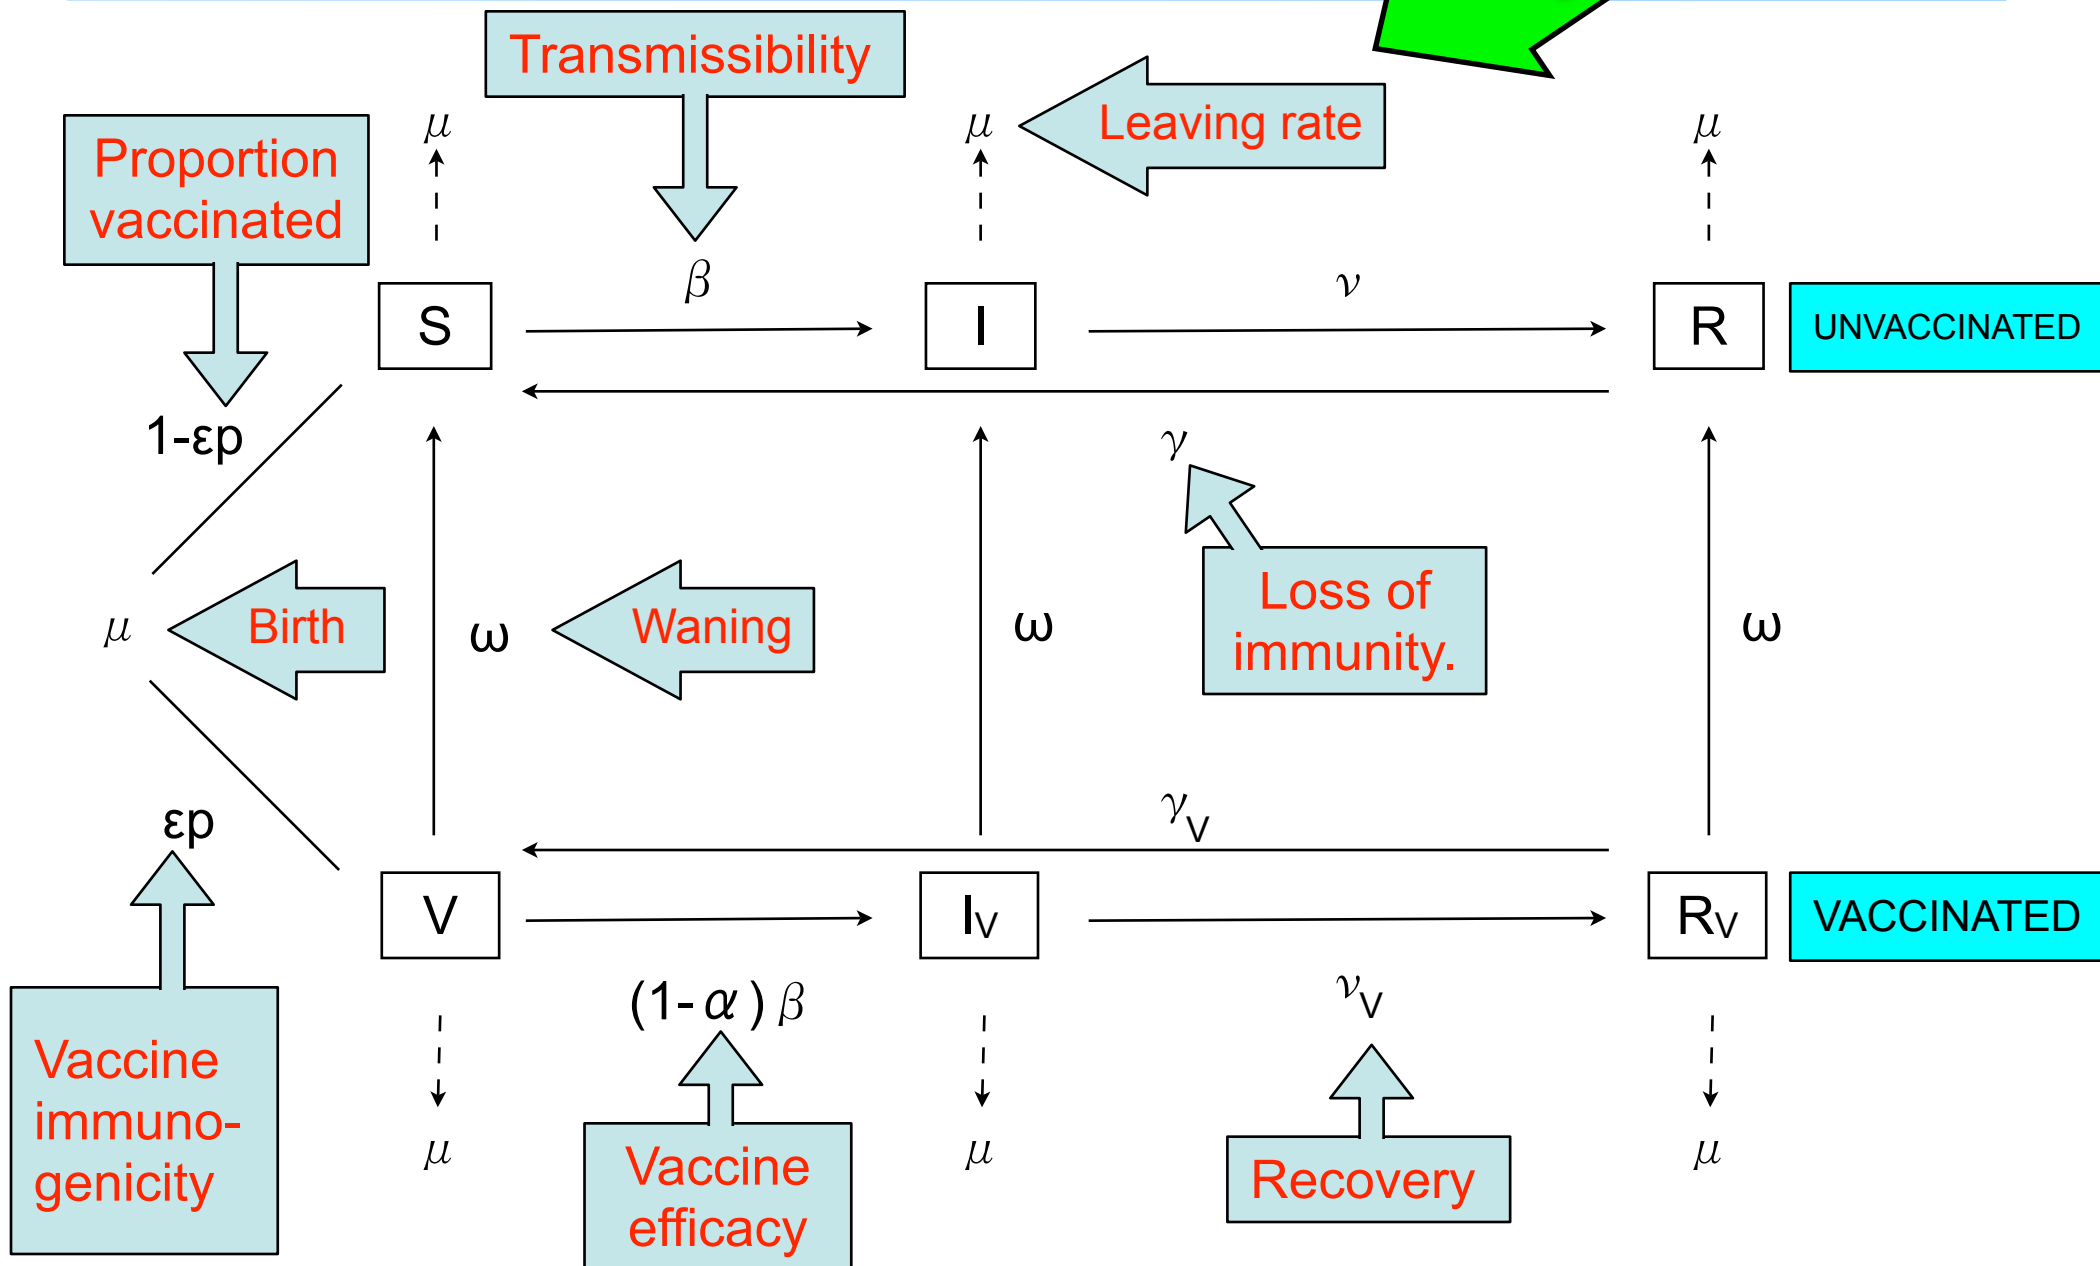 Transmissibility
μ
μ
Leaving rate
μ
Proportion
vaccinated
β
ν
S
I
R
UNVACCINATED
1-εp
γ
Loss of
immunity.
μ
Birth
ω
Waning
ω
ω
εp
γV
V
IV
RV
VACCINATED
(1-α)β
νV
Vaccine
immuno-
genicity
μ
Vaccine
efficacy
μ
Recovery
μ